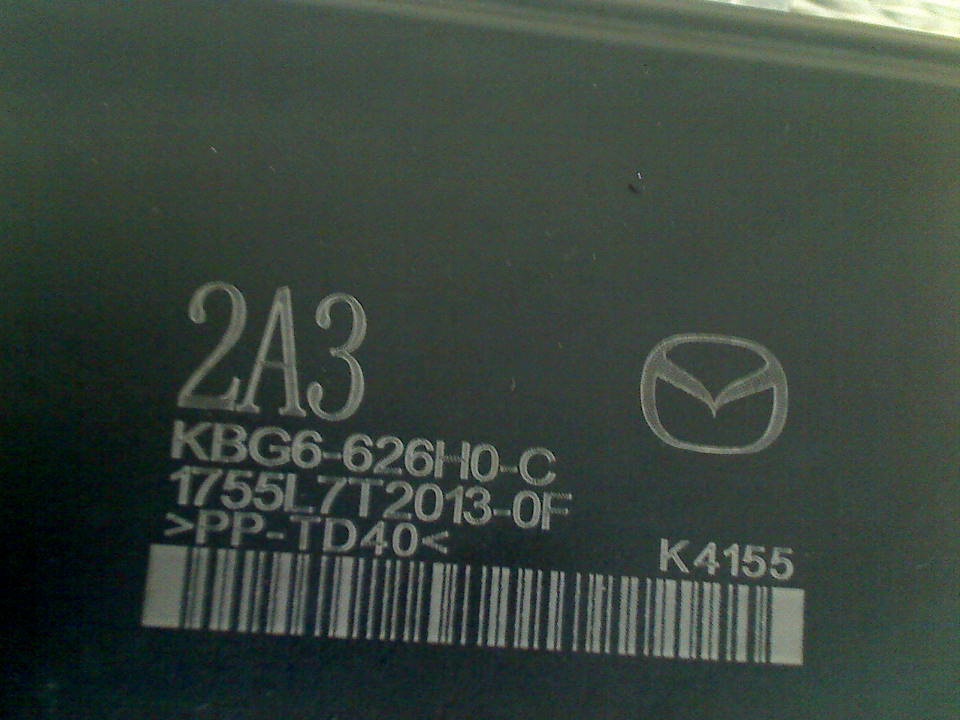 2A3
KBG6-626H0-C
1755L7T2013-0F
>PP-TD40<
K4155